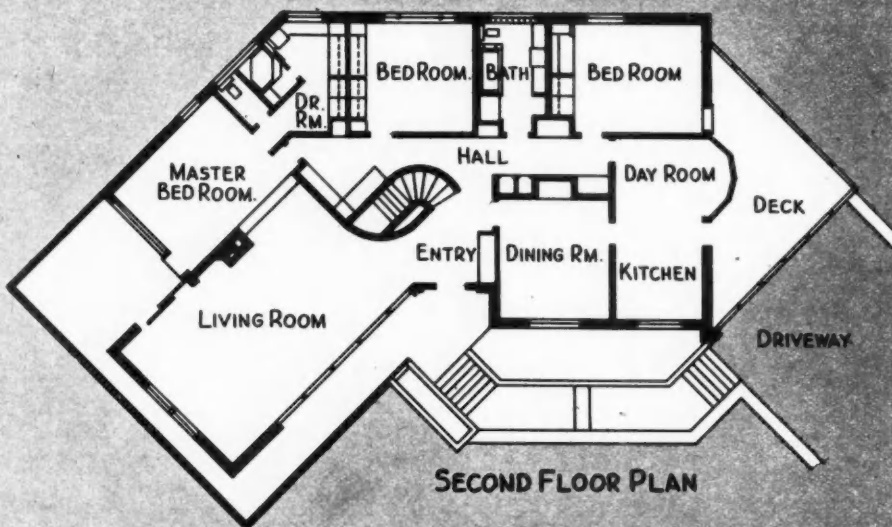 BED ROOM.
BATH
BED ROOM
DR.
RM.
HALL
MASTER
BED ROOM.
DAY ROOM
DECK
ENTRY
DINING RM.
KITCHEN
LIVING ROOM
DRIVEWAY
SECOND FLOOR PLAN